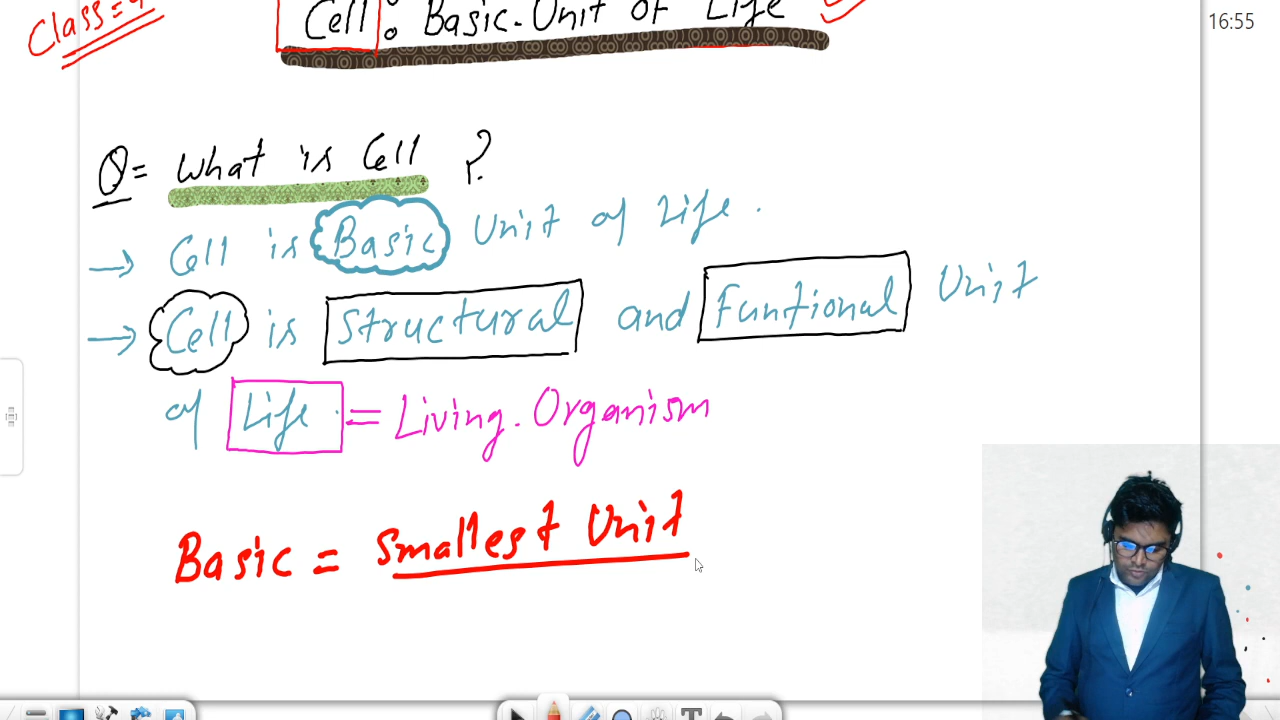 Class = 9
Cell : Basic Unit of Life
16:55
Q = What is Cell ?
→ Cell is Basic Unit of Life .
→ Cell is Structural and Funtional Unit
of Life . = Living . Organism
Basic = Smallest Unit
T